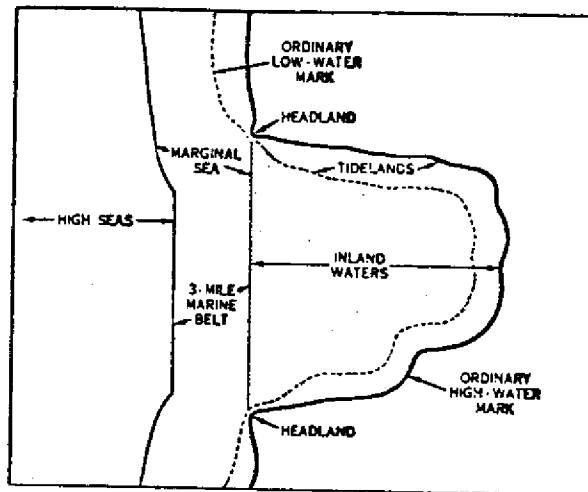 ORDINARY
LOW-WATER
MARK
HEADLAND
MARGINAL
SEA
TIDELANDS
HIGH SEAS
INLAND
WATERS
3-MILE
MARINE
BELT
ORDINARY
HIGH-WATER
MARK
HEADLAND